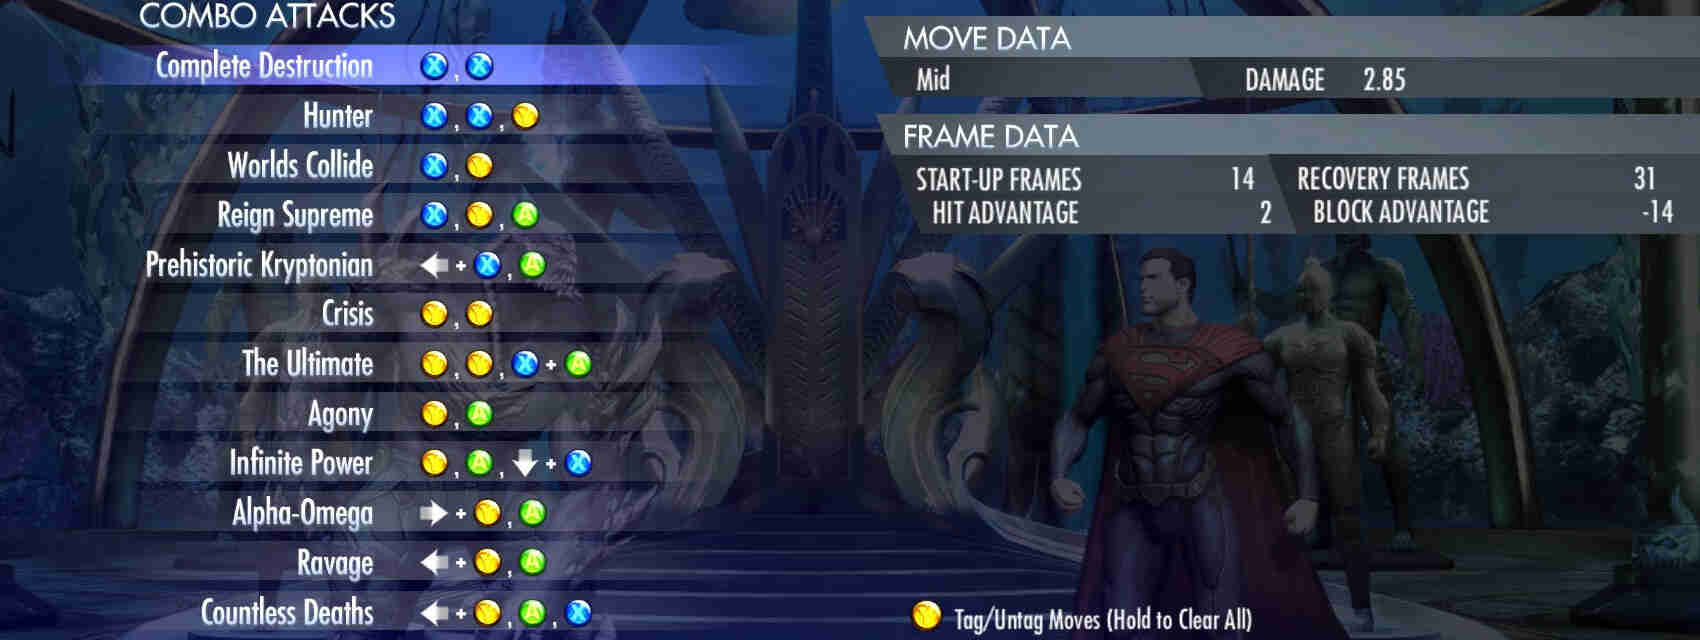 COMBO ATTACKS
Complete Destruction X , X
Hunter X , X , Y
Worlds Collide X , Y
Reign Supreme X , Y , A
Prehistoric Kryptonian ← + X , A
Crisis Y , Y
The Ultimate Y , Y , X + A
Agony Y , A
Infinite Power Y , A , ↓ + X
Alpha-Omega → + Y , A
Ravage ← + Y , A
Countless Deaths ← + Y , A , X
MOVE DATA
Mid DAMAGE 2.85
FRAME DATA
START-UP FRAMES 14 RECOVERY FRAMES 31
HIT ADVANTAGE 2 BLOCK ADVANTAGE -14
Y Tag/Untag Moves (Hold to Clear All)